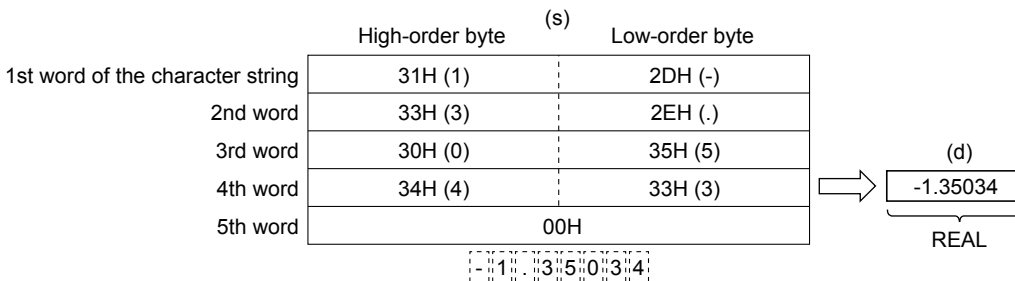 (s)
High-order byte Low-order byte
1st word of the character string 31H (1) 2DH (-)
2nd word 33H (3) 2EH (.)
3rd word 30H (0) 35H (5)
(d)
4th word 34H (4) 33H (3) -1.35034
5th word 00H
REAL
- 1 . 3 5 0 3 4